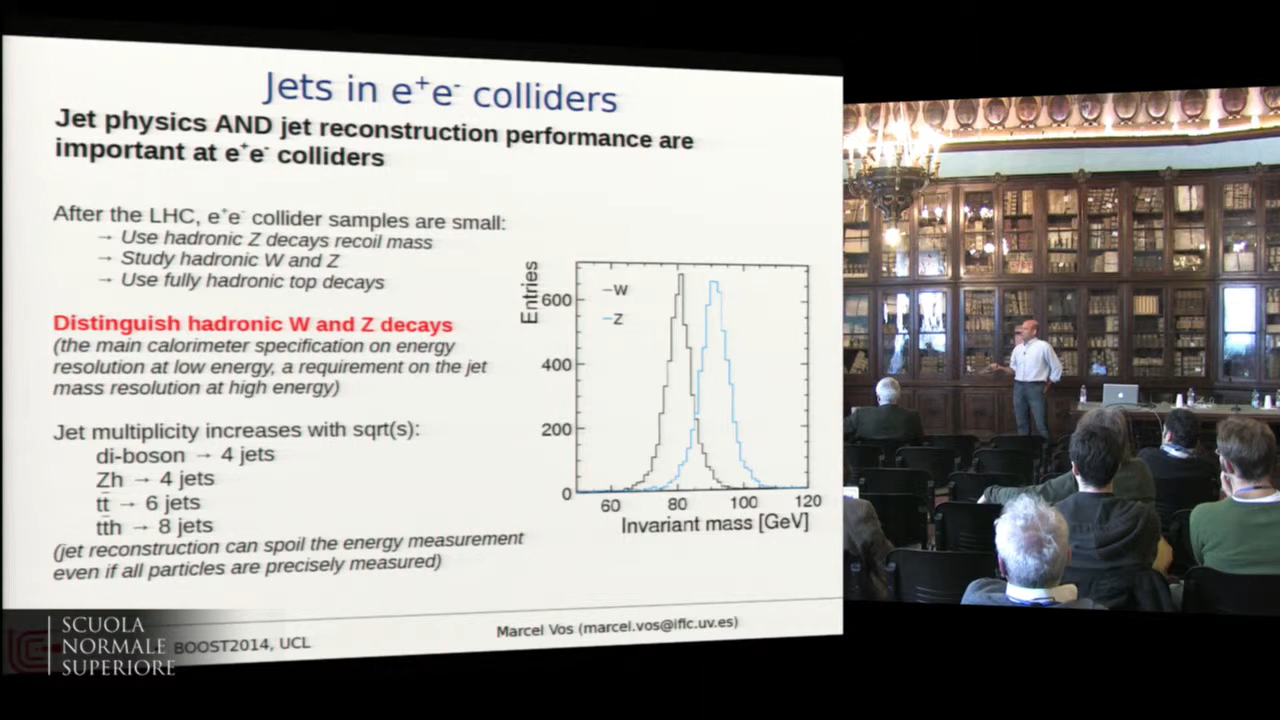 Jets in e⁺e⁻ colliders
Jet physics AND jet reconstruction performance are
important at e⁺e⁻ colliders
After the LHC, e⁺e⁻ collider samples are small:
→ Use hadronic Z decays recoil mass
→ Study hadronic W and Z
→ Use fully hadronic top decays
Distinguish hadronic W and Z decays
(the main calorimeter specification on energy
resolution at low energy, a requirement on the jet
mass resolution at high energy)
Jet multiplicity increases with sqrt(s):
di-boson → 4 jets
Zh → 4 jets
tt̄ → 6 jets
tt̄h → 8 jets
(jet reconstruction can spoil the energy measurement
even if all particles are precisely measured)
Entries
600
400
200
0
W
Z
60 80 100 120
Invariant mass [GeV]
BOOST2014, UCL
Marcel Vos (marcel.vos@ific.uv.es)
SCUOLA
NORMALE
SUPERIORE